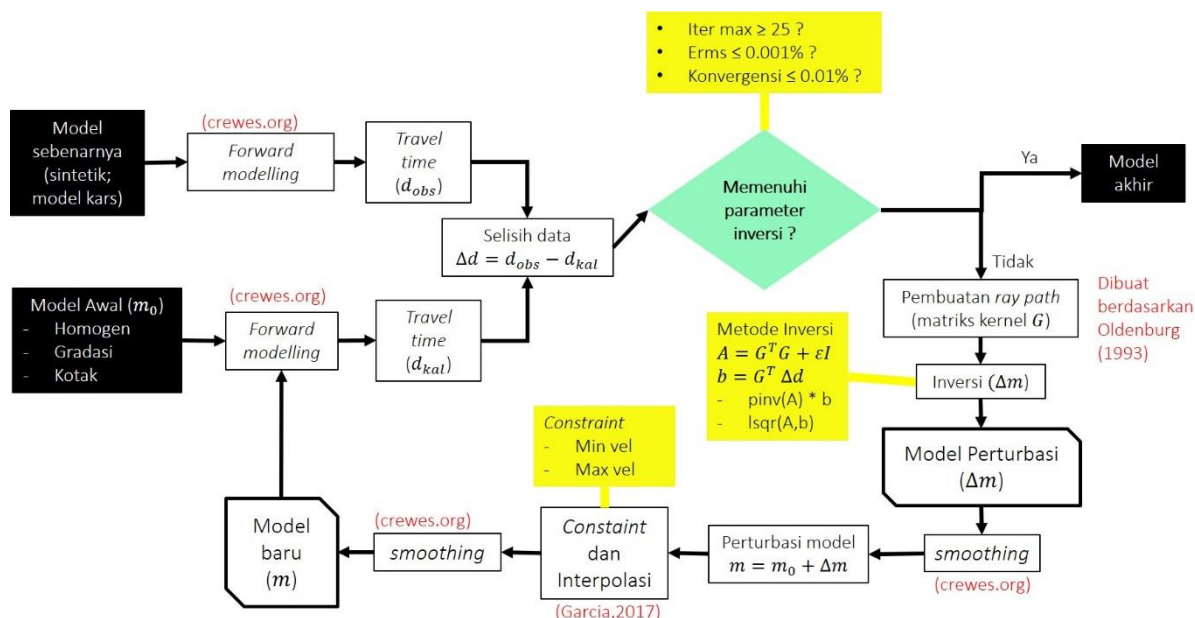 • Iter max ≥ 25 ?
• Erms ≤ 0.001% ?
• Konvergensi ≤ 0.01% ?
Model
sebenarnya
(sintetik;
model kars)
(crewes.org)
Forward
modelling
Travel
time
(d_obs)
Selisih data
Δd = d_obs − d_kal
Memenuhi
parameter
inversi ?
Ya
Model
akhir
Tidak
Model Awal (m_0)
- Homogen
- Gradasi
- Kotak
(crewes.org)
Forward
modelling
Travel
time
(d_kal)
Pembuatan ray path
(matriks kernel G)
Dibuat
berdasarkan
Oldenburg
(1993)
Metode Inversi
A = G^T G + εI
b = G^T Δd
- pinv(A) * b
- lsqr(A,b)
Inversi (Δm)
Model Perturbasi
(Δm)
Constraint
- Min vel
- Max vel
Model
baru
(m)
(crewes.org)
smoothing
Constaint
dan
Interpolasi
(Garcia,2017)
Perturbasi model
m = m_0 + Δm
smoothing
(crewes.org)